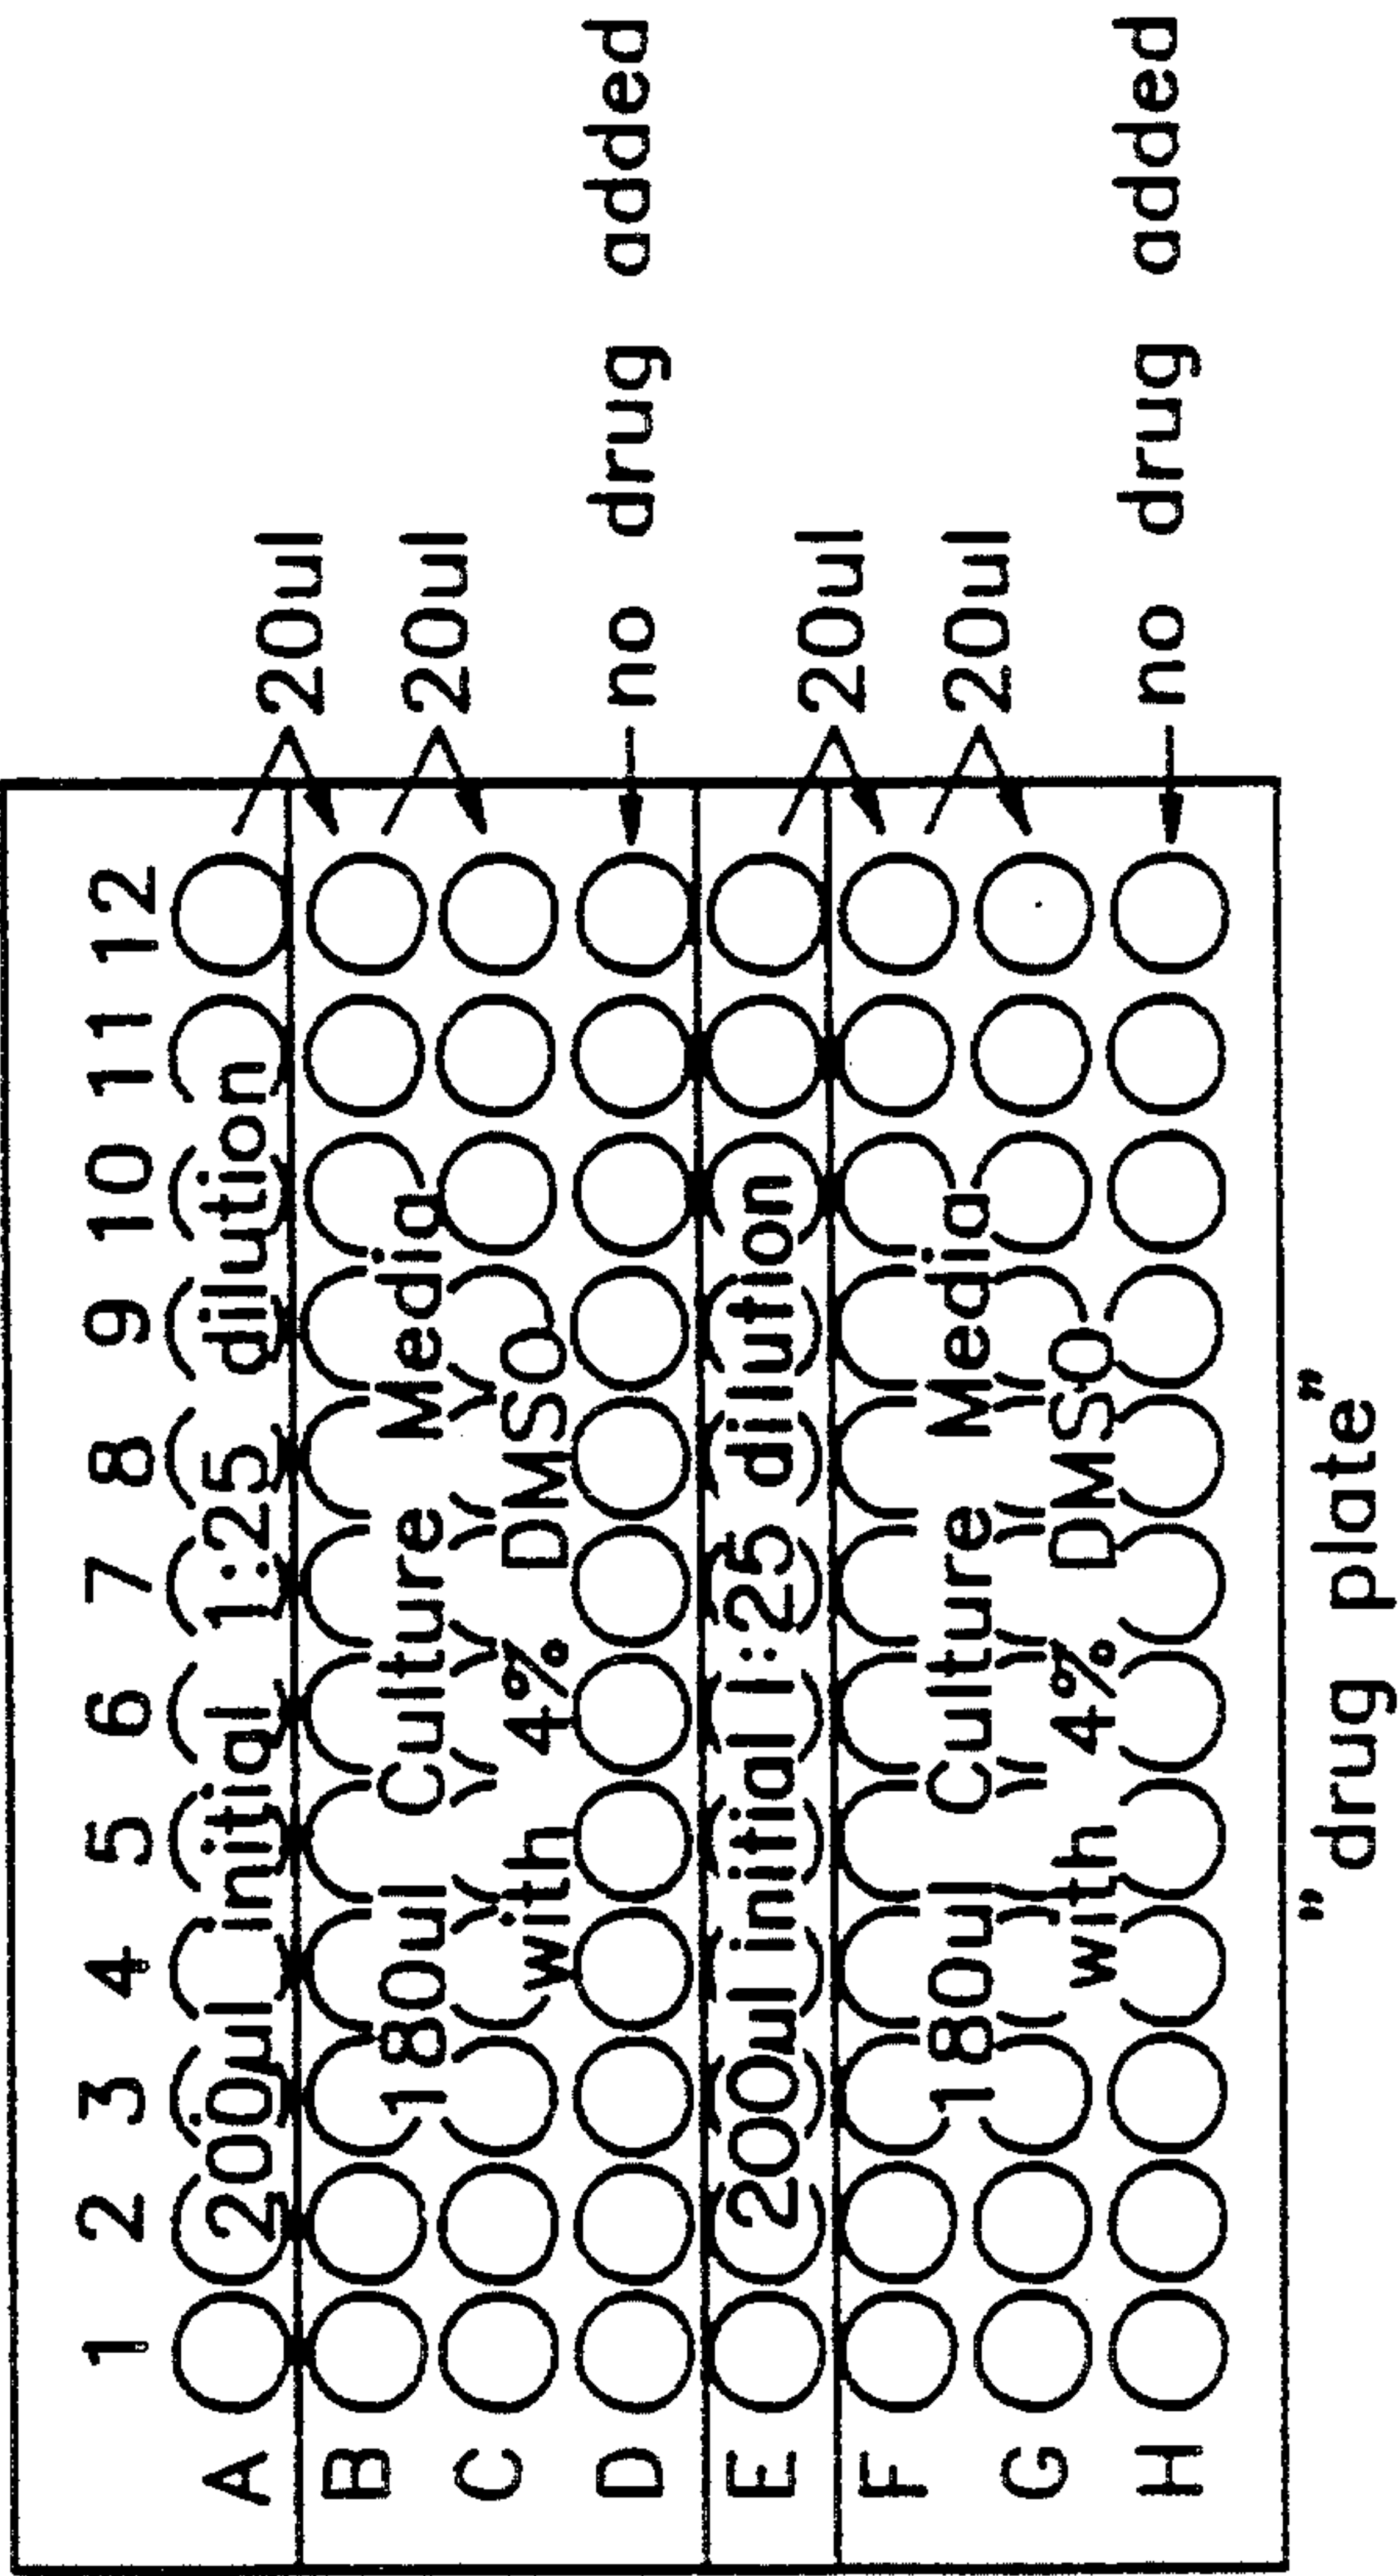 1 2 3 4 5 6 7 8 9 10 11 12
A 200ul initial 1:25 dilution
20ul
B 180ul Culture Media
20ul
C with 4% DMSO
D no drug added
E 200ul initial 1:25 dilution
20ul
F 180ul Culture Media
20ul
G with 4% DMSO
H no drug added
"drug plate"